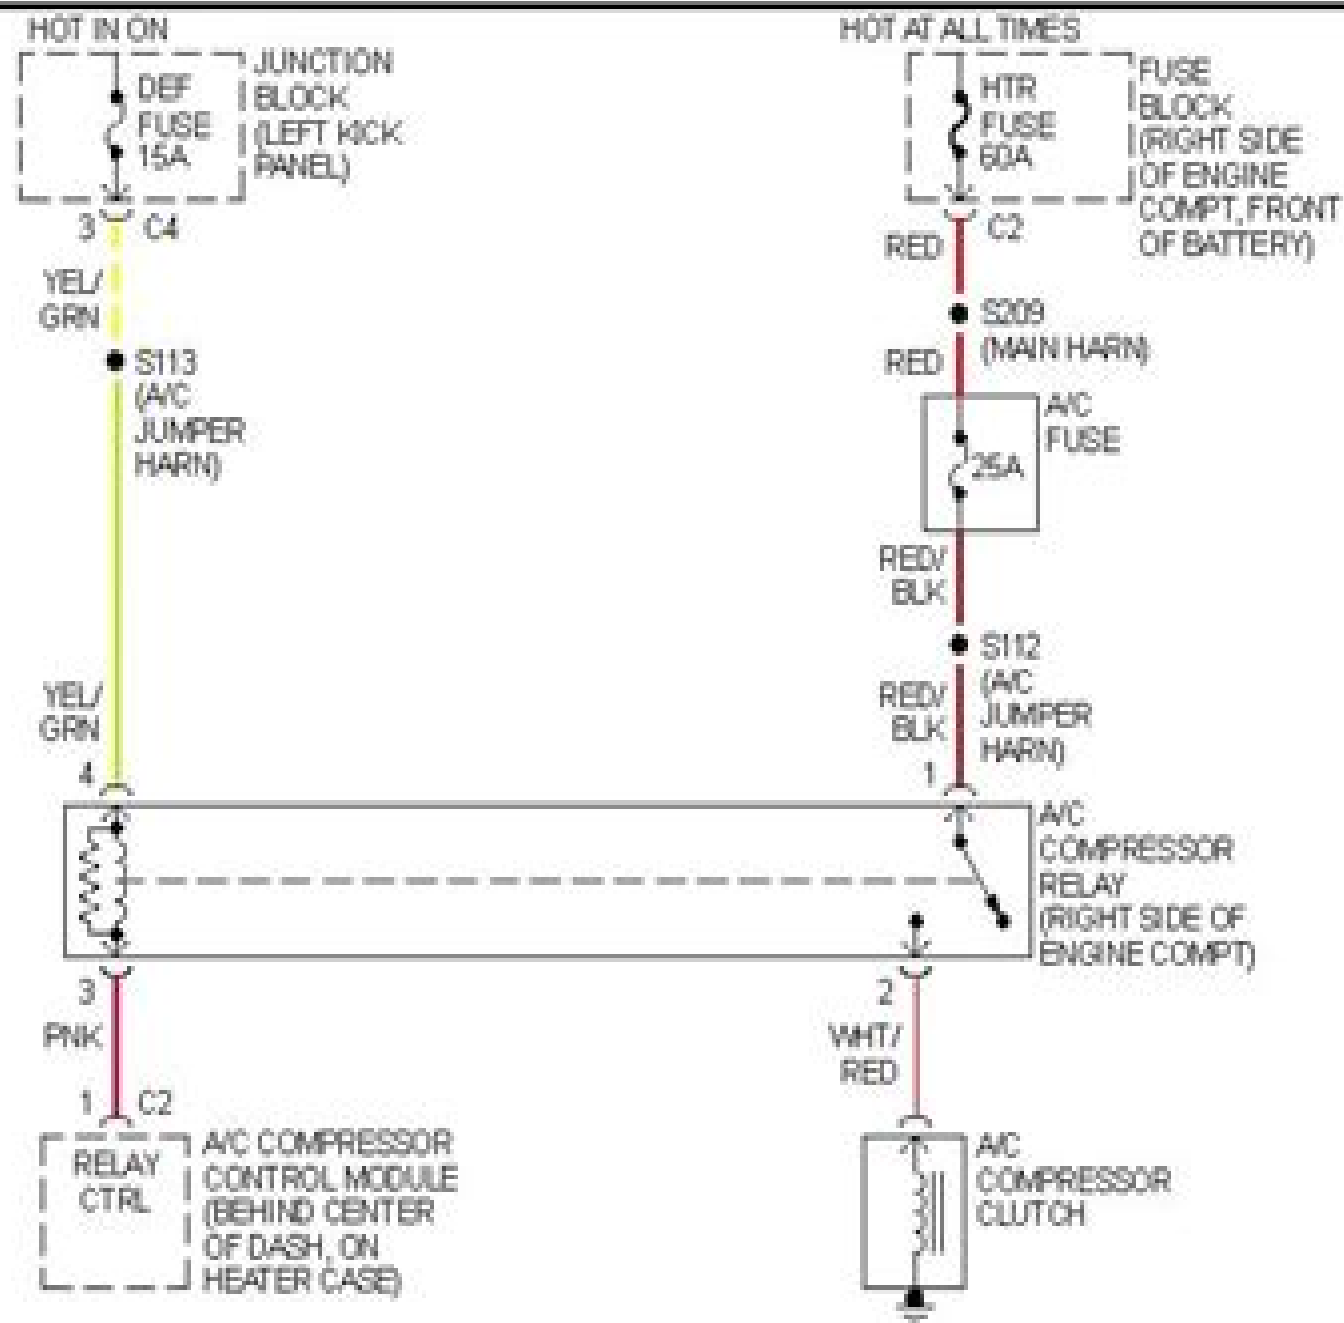 HOT IN ON
DEF
FUSE
15A
JUNCTION
BLOCK
(LEFT KICK
PANEL)
3 C4
YEL/
GRN
S113
(A/C
JUMPER
HARN)
YEL/
GRN
4
HOT AT ALL TIMES
HTR
FUSE
60A
FUSE
BLOCK
(RIGHT SIDE
OF ENGINE
COMPT, FRONT
OF BATTERY)
C2
RED
S209
(MAIN HARN)
RED
A/C
FUSE
25A
RED/
BLK
S112
(A/C
JUMPER
HARN)
RED/
BLK
1
A/C
COMPRESSOR
RELAY
(RIGHT SIDE OF
ENGINE COMPT)
3
PNK
1 C2
RELAY
CTRL
A/C COMPRESSOR
CONTROL MODULE
(BEHIND CENTER
OF DASH, ON
HEATER CASE)
2
WHT/
RED
A/C
COMPRESSOR
CLUTCH